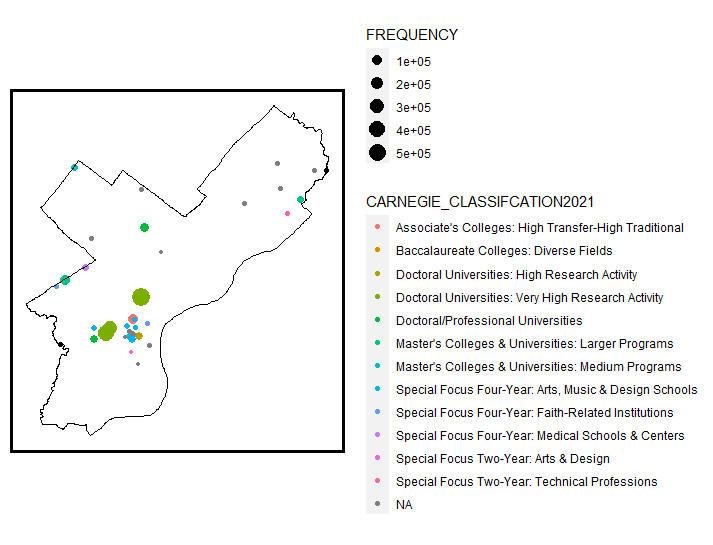 FREQUENCY
1e+05
2e+05
3e+05
4e+05
5e+05
CARNEGIE_CLASSIFCATION2021
Associate's Colleges: High Transfer-High Traditional
Baccalaureate Colleges: Diverse Fields
Doctoral Universities: High Research Activity
Doctoral Universities: Very High Research Activity
Doctoral/Professional Universities
Master's Colleges & Universities: Larger Programs
Master's Colleges & Universities: Medium Programs
Special Focus Four-Year: Arts, Music & Design Schools
Special Focus Four-Year: Faith-Related Institutions
Special Focus Four-Year: Medical Schools & Centers
Special Focus Two-Year: Arts & Design
Special Focus Two-Year: Technical Professions
NA